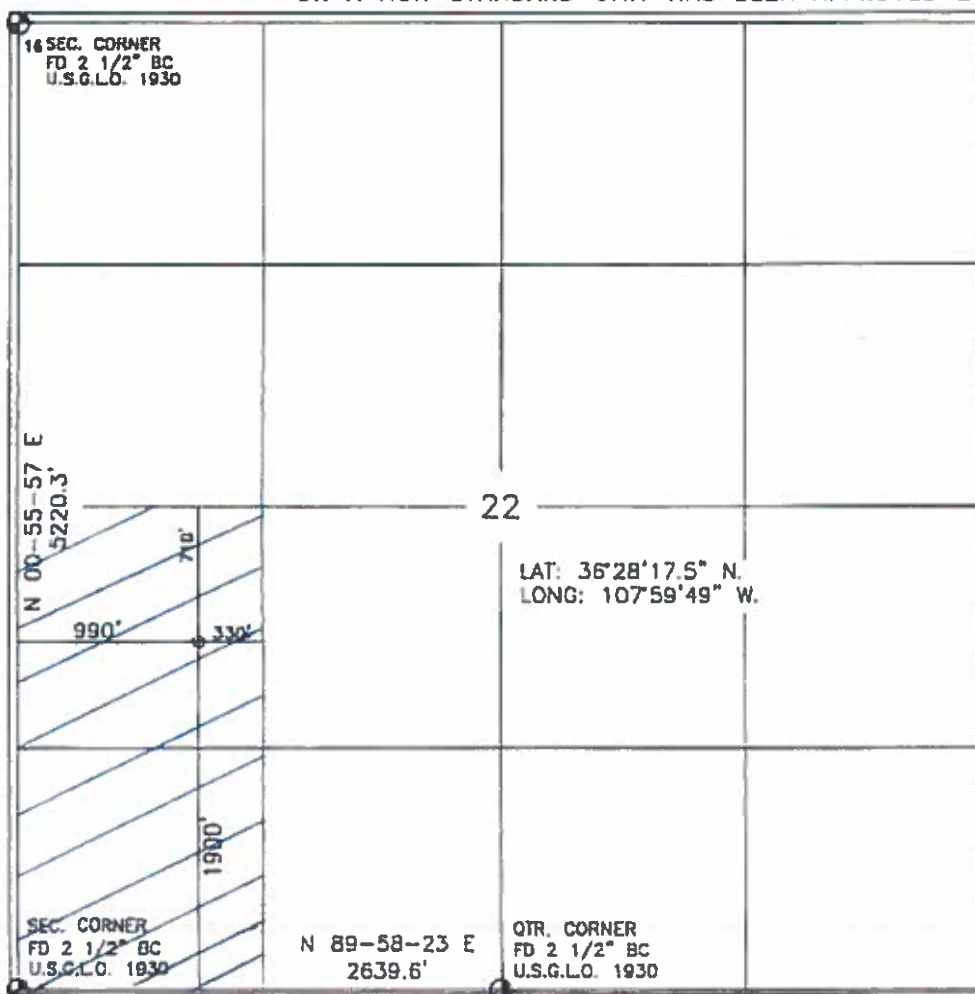 16 SEC. CORNER
FD 2 1/2" BC
U.S.G.L.O. 1930
N 00-55-57 E
5220.3'
22
710'
LAT: 36°28'17.5" N.
LONG: 107°59'49" W.
990'
330'
1900'
SEC. CORNER
FD 2 1/2" BC
U.S.G.L.O. 1930
N 89-58-23 E
2639.6'
QTR. CORNER
FD 2 1/2" BC
U.S.G.L.O. 1930